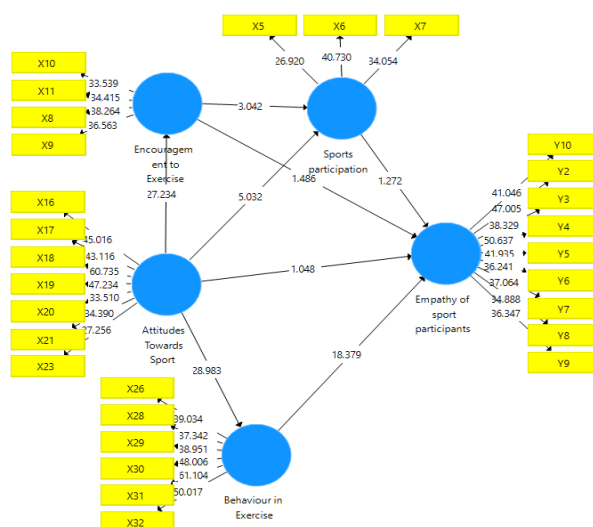 X5
X6
X7
26.920
40.730
34.054
X10
X11
X8
X9
33.539
34.415
38.264
36.563
Encouragem
ent to
Exercise
3.042
Sports
participation
27.234
5.032
1.486
1.272
X16
X17
X18
X19
X20
X21
X23
45.016
43.116
60.735
47.234
33.510
34.390
27.256
Attitudes
Towards
Sport
1.048
Empathy of
sport
participants
Y10
Y2
Y3
Y4
Y5
Y6
Y7
Y8
Y9
41.046
47.005
38.329
50.637
41.935
36.241
37.064
34.888
36.347
28.983
18.379
X26
X28
X29
X30
X31
X32
39.034
37.342
38.951
48.006
61.104
50.017
Behaviour in
Exercise